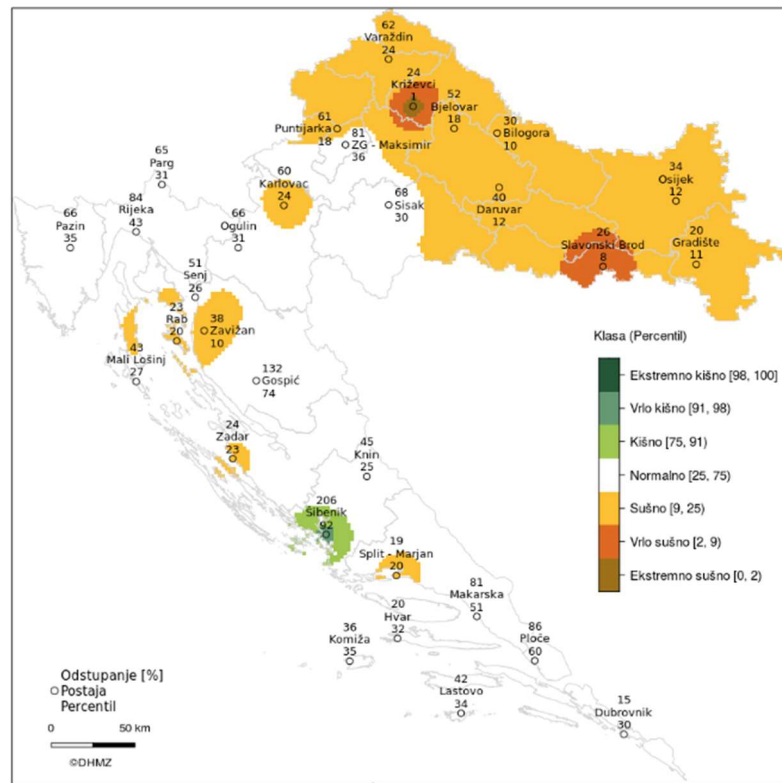 62
Varaždin
24
24
Križevci
1
52
Bjelovar
18
30
Bilogora
10
61
Puntijarka
18
81
ZG - Maksimir
36
65
Parg
31
60
Karlovac
24
34
Osijek
12
84
Rijeka
43
68
Sisak
30
40
Daruvar
12
66
Pazin
35
66
Ogulin
31
26
Slavonski Brod
8
20
Gradište
11
51
Senj
26
23
Rab
20
38
Zavižan
10
43
Mali Lošinj
27
132
Gospić
74
24
Zadar
23
45
Knin
25
206
Šibenik
92
19
Split - Marjan
20
81
Makarska
51
20
Hvar
32
36
Komiža
35
86
Ploče
60
42
Lastovo
34
15
Dubrovnik
30
Klasa (Percentil)
Ekstremno kišno [98, 100]
Vrlo kišno [91, 98)
Kišno [75, 91)
Normalno [25, 75)
Sušno [9, 25)
Vrlo sušno [2, 9)
Ekstremno sušno [0, 2)
Odstupanje [%]
Postaja
Percentil
0 50 km
©DHMZ